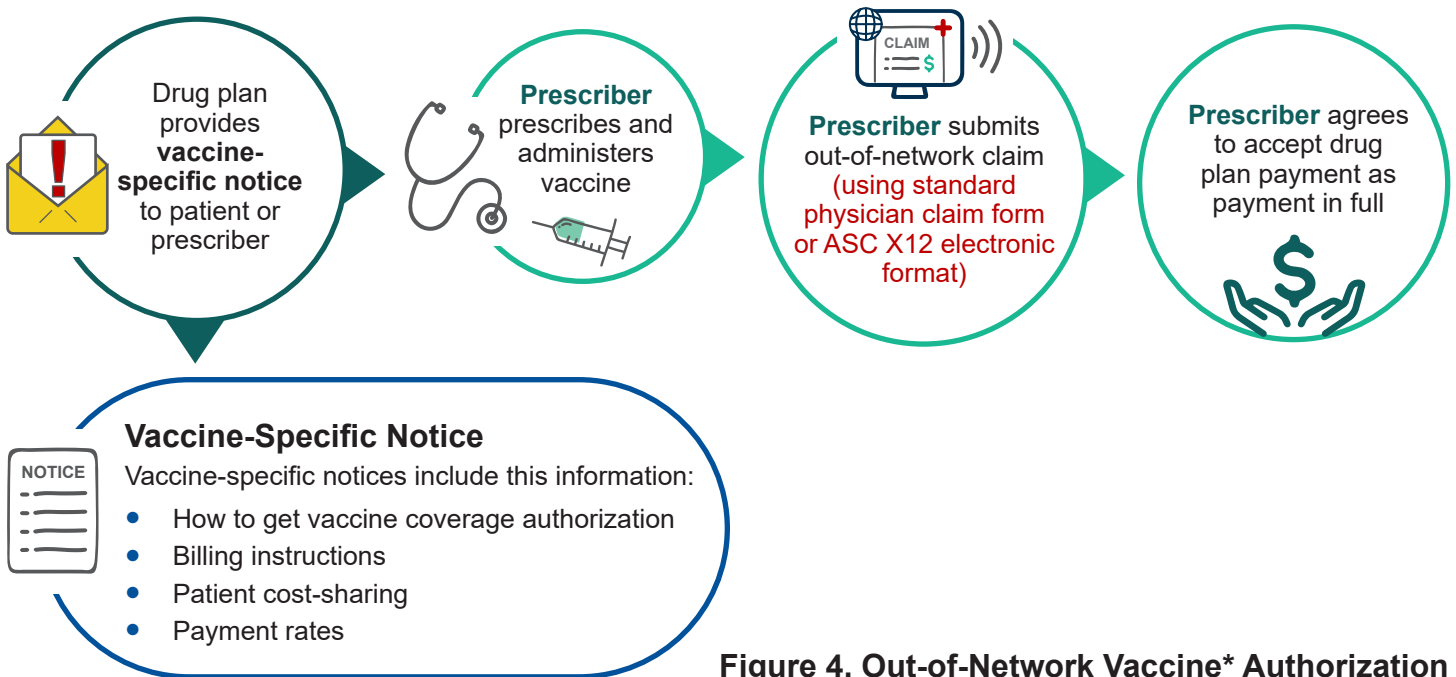 Drug plan
provides
vaccine-
specific notice
to patient or
prescriber
Prescriber
prescribes and
administers
vaccine
CLAIM
$
Prescriber submits
out-of-network claim
(using standard
physician claim form
or ASC X12 electronic
format)
Prescriber agrees
to accept drug
plan payment as
payment in full
$
NOTICE
Vaccine-Specific Notice
Vaccine-specific notices include this information:
• How to get vaccine coverage authorization
• Billing instructions
• Patient cost-sharing
• Payment rates
Figure 4. Out-of-Network Vaccine* Authorization